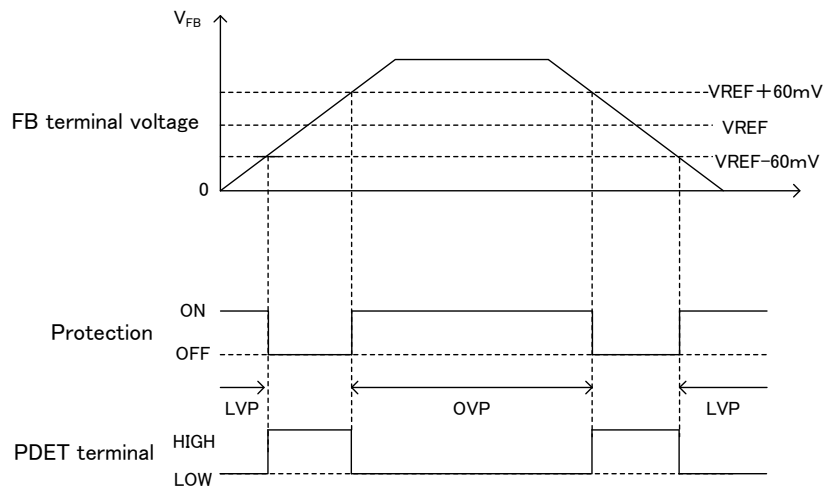 V_FB
VREF+60mV
FB terminal voltage
VREF
VREF-60mV
0
ON
Protection
OFF
LVP
OVP
LVP
HIGH
PDET terminal
LOW